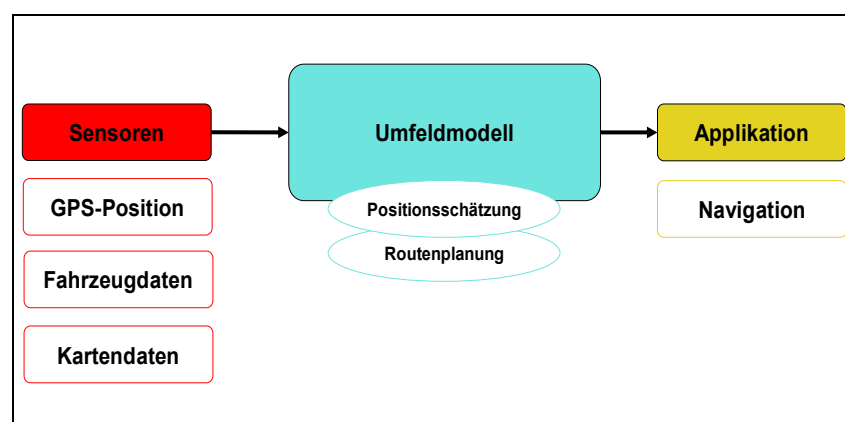 Sensoren
Umfeldmodell
Applikation
GPS-Position
Positionsschätzung
Navigation
Routenplanung
Fahrzeugdaten
Kartendaten